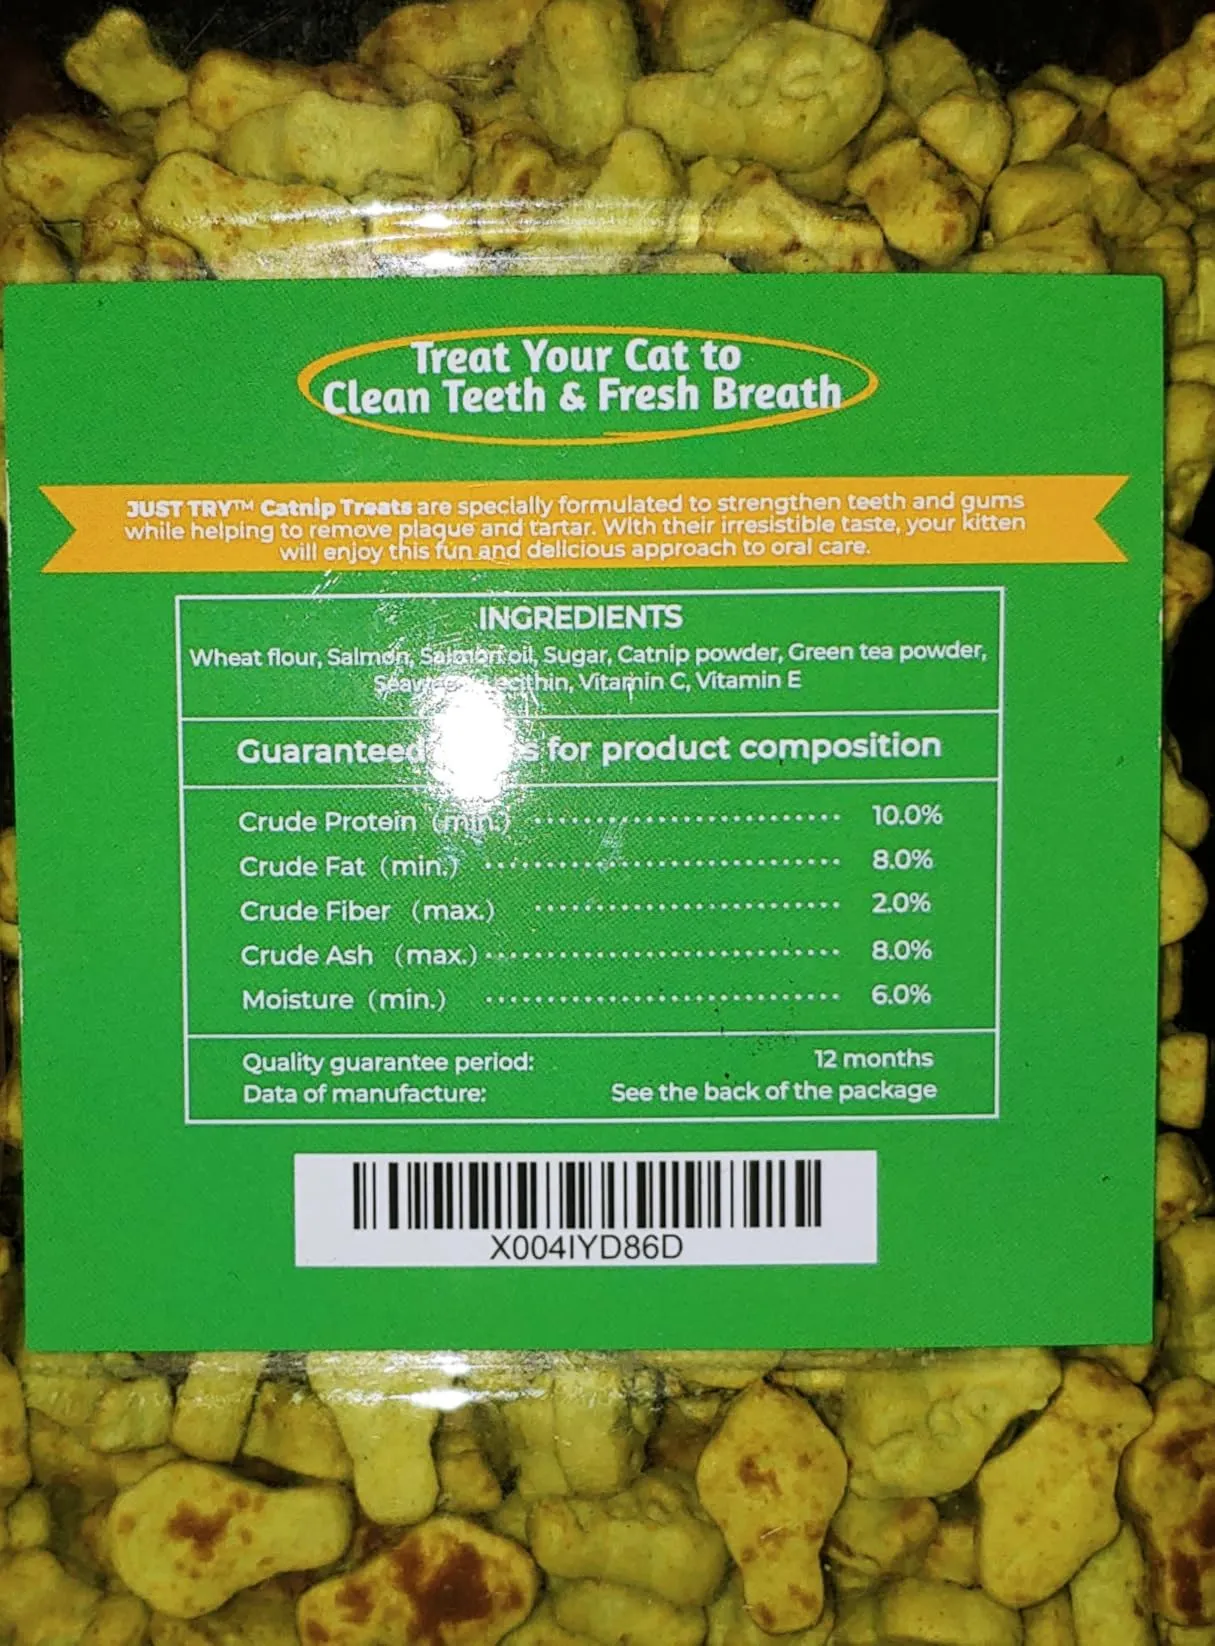 Treat Your Cat to
Clean Teeth & Fresh Breath
JUST TRY™ Catnip Treats are specially formulated to strengthen teeth and gums
while helping to remove plaque and tartar. With their irresistible taste, your kitten
will enjoy this fun and delicious approach to oral care.
INGREDIENTS
Wheat flour, Salmon, Salmon oil, Sugar, Catnip powder, Green tea powder,
Vitamin C, Vitamin E
Guaranteed for product composition
Crude Protein (min.) 10.0%
Crude Fat (min.) 8.0%
Crude Fiber (max.) 2.0%
Crude Ash (max.) 8.0%
Moisture (min.) 6.0%
Quality guarantee period: 12 months
Data of manufacture: See the back of the package
X004IYD86D